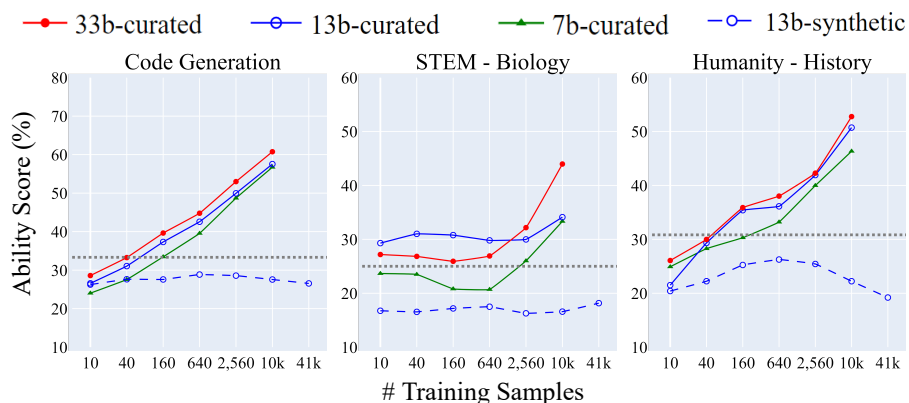 33b-curated 13b-curated 7b-curated 13b-synthetic
Code Generation STEM - Biology Humanity - History
Ability Score (%)
80
70
60
50
40
30
20
10
10 40 160 640 2,560 10k 41k
60
50
40
30
20
10
10 40 160 640 2,560 10k 41k
60
50
40
30
20
10
10 40 160 640 2,560 10k 41k
# Training Samples